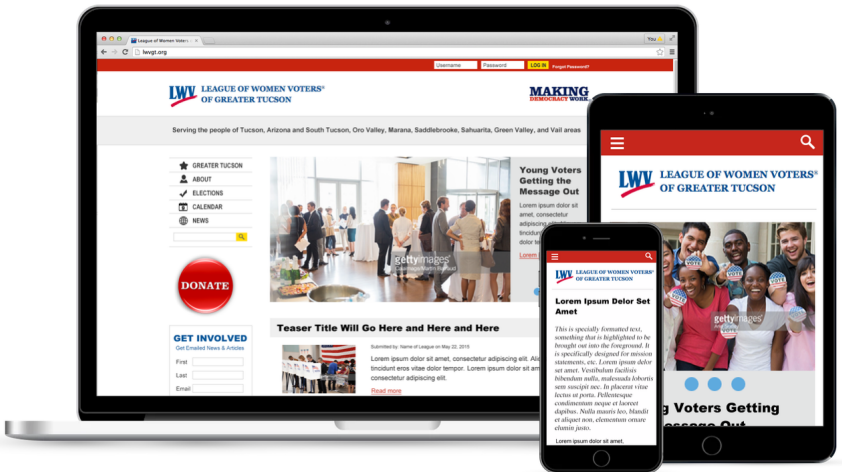 League of Women Voters
You
lwvgt.org
Username
Password
LOG IN
Forgot Password?
LWV LEAGUE OF WOMEN VOTERS®
OF GREATER TUCSON
MAKING
DEMOCRACY WORK
Serving the people of Tucson, Arizona and South Tucson, Oro Valley, Marana, Saddlebrooke, Sahuarita, Green Valley, and Vail areas
GREATER TUCSON
ABOUT
ELECTIONS
CALENDAR
NEWS
DONATE
GET INVOLVED
Get Emailed News & Articles
First
Last
Email
gettyimages
Young Voters
Getting the
Message Out
Lorem ipsum dolor sit
amet, consectetur
adipiscing
tincidunt
dolor
Lorem
Teaser Title Will Go Here and Here and Here
Submitted by: Name of League on May 22, 2015
Lorem ipsum dolor sit amet, consectetur adipiscing elit.
tincidunt eros vitae dolor tempor. Lorem ipsum dolor sit
consectetur adipiscing elit.
Read more
LWV LEAGUE OF WOMEN VOTERS®
OF GREATER TUCSON
Lorem Ipsum Delor Set
Amet
This is specially formatted text,
something that is highlighted to be
brought out into the foreground. It
is specifically designed for mission
statments, etc. Lorem ipsum dolor
set amet. Vestibulum facilisis
bibendum nulla, malesuada lobortis
sem suscipit nec. In placerat vitae
lectus ut porta. Pellentesque
condimentum neque et laoreet
dapibus. Nulla mauris leo, blandit
et aliquet non, elementum ornare
elumin justo.
Lorem ipsum dolor sit amet,
LWV LEAGUE OF WOMEN VOTERS®
OF GREATER TUCSON
VOTE
VOTE
VOTE
VOTE
gettyimages
g Voters Getting
essage Out